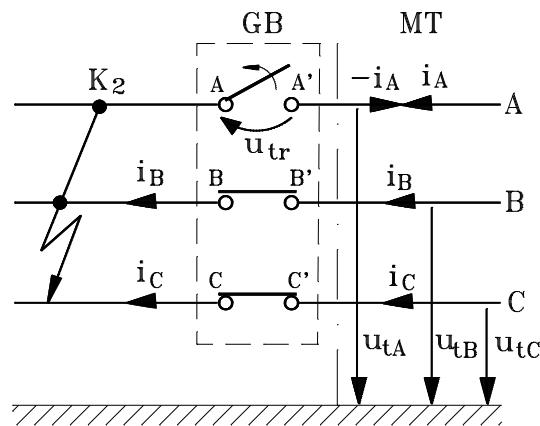 GB MT
K2 A A' -iA iA A
utr
iB B B' iB B
iC C C' iC C
utA utB utC